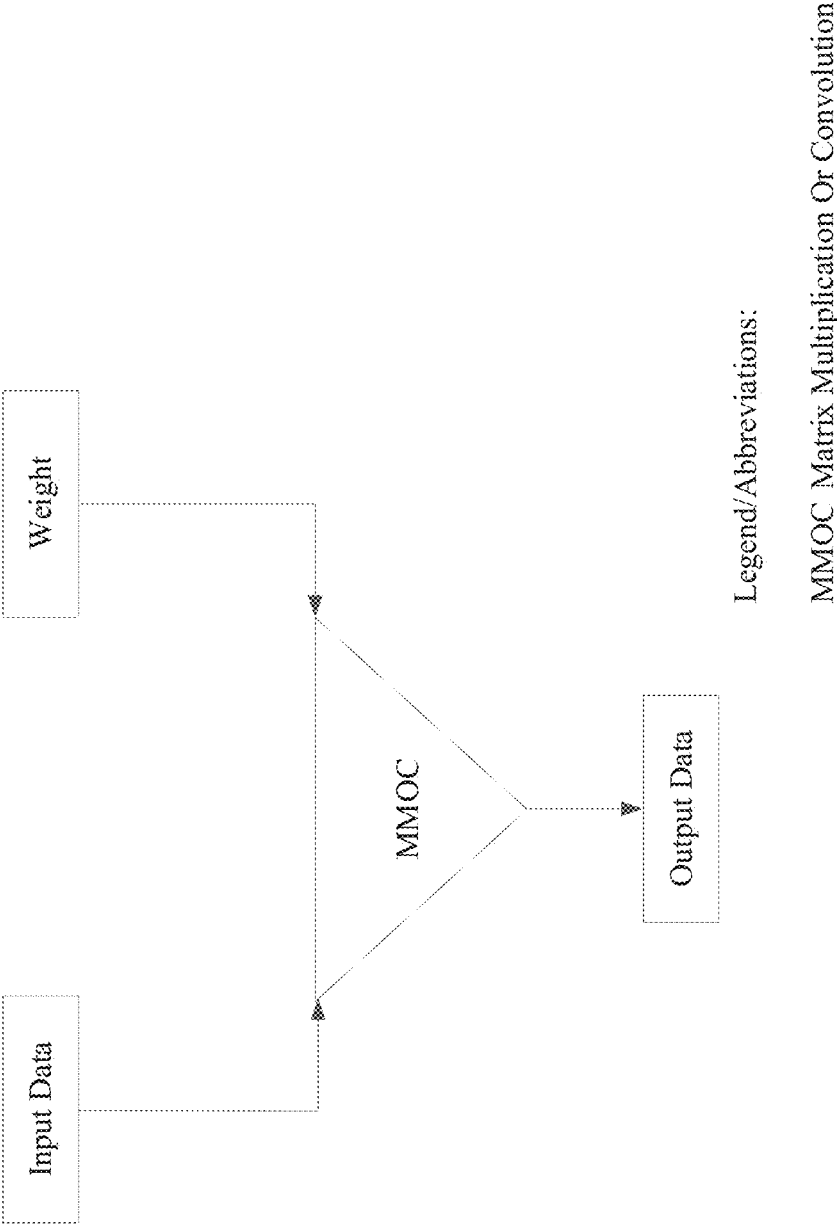 Input Data
Weight
MMOC
Output Data
Legend/Abbreviations:
MMOC Matrix Multiplication Or Convolution